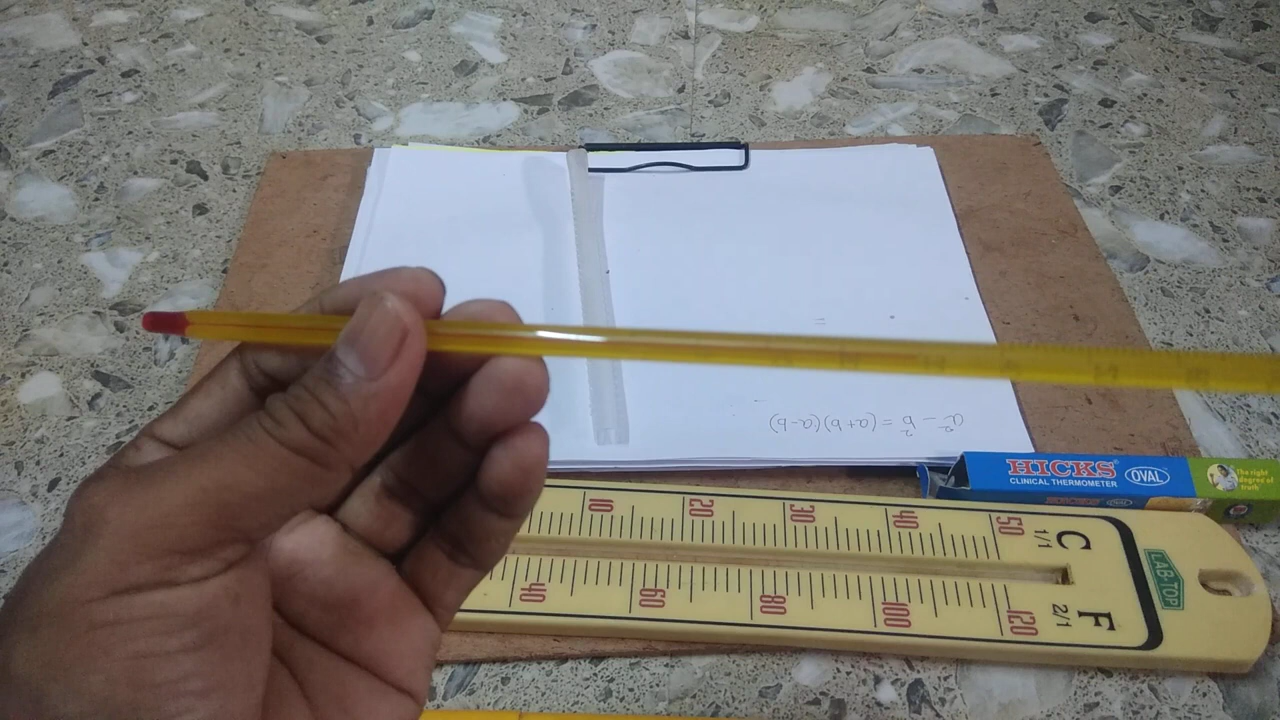 a² - b² = (a+b)(a-b)
HICKS®
CLINICAL THERMOMETER
OVAL
HICKS
The right
degree of
truth
10 20 30 40 50
1/1 C
LAB-TOP
40 60 80 100 120
2/1 F